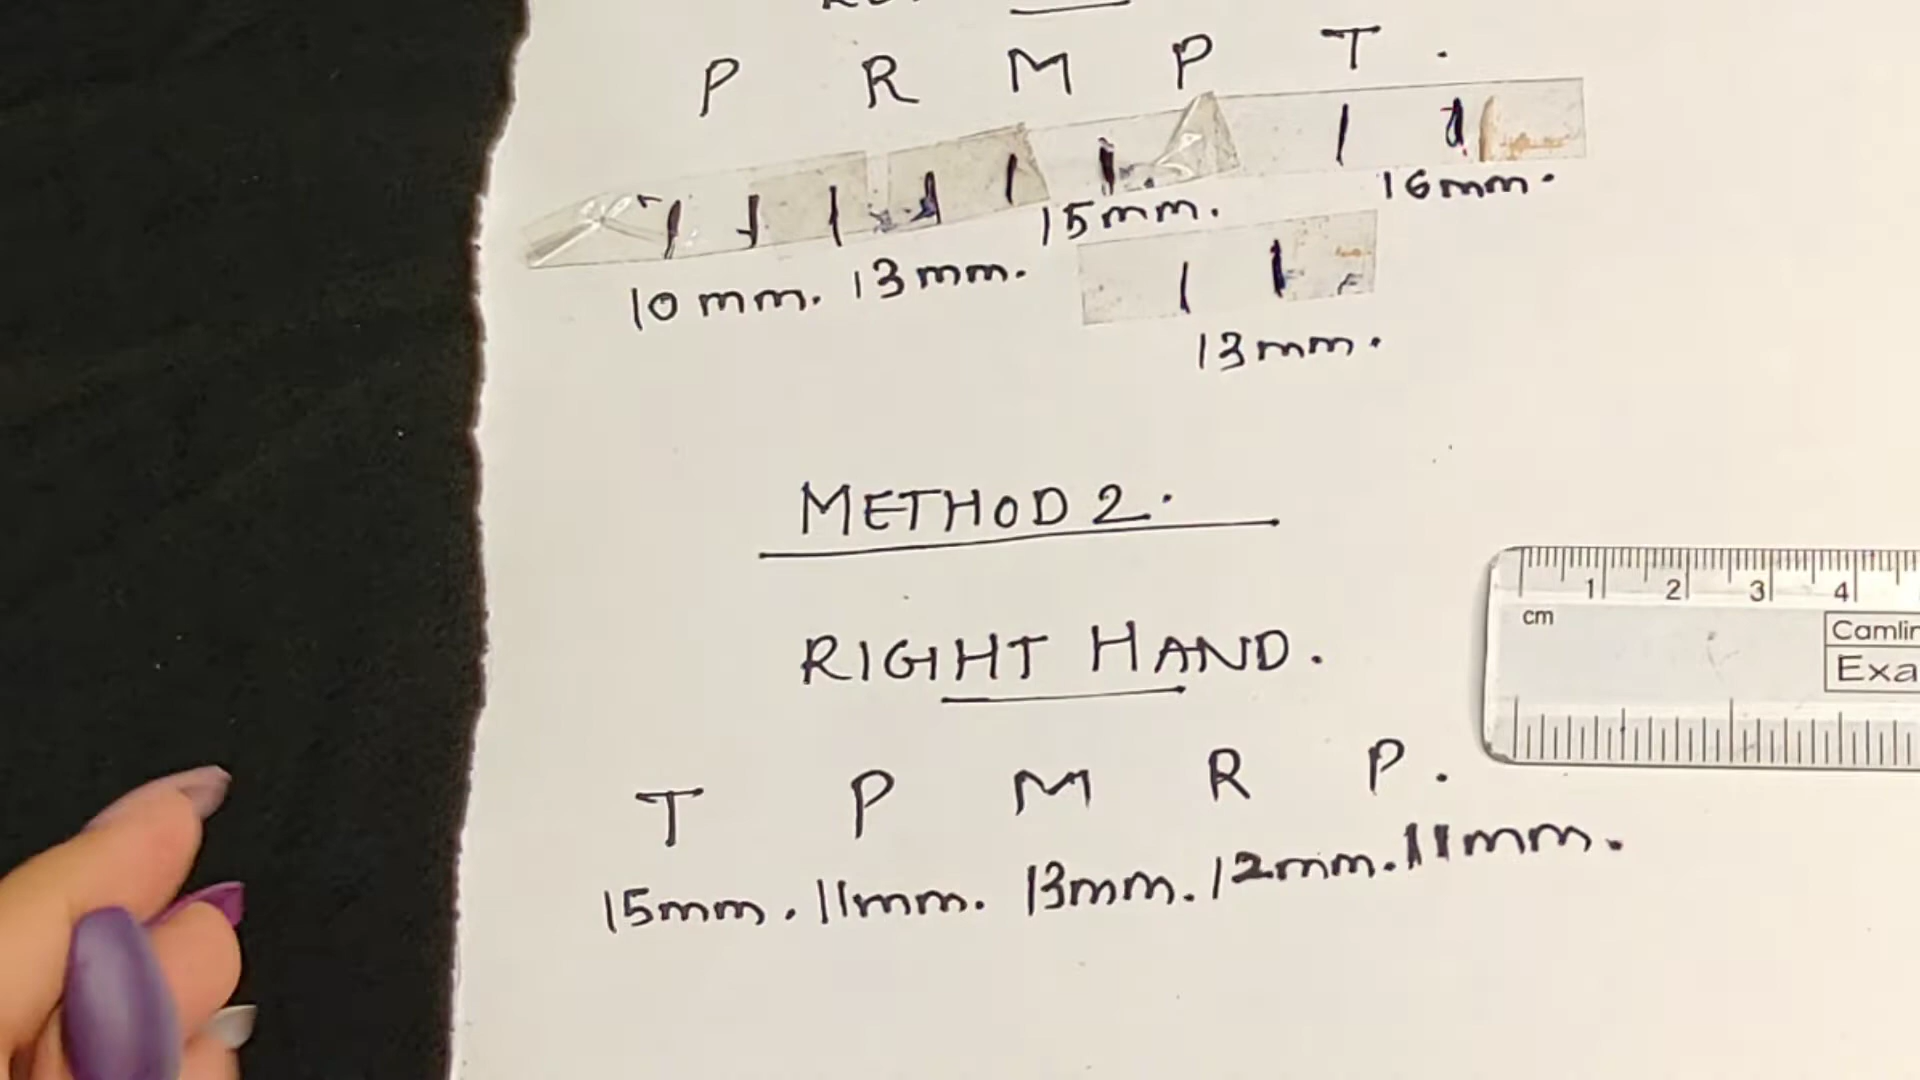 P R M P T.
16mm.
15mm.
10mm. 13mm.
13mm.
METHOD 2.
RIGHT HAND.
1 2 3 4
cm
Exa
T P M R P.
15mm. 11mm. 13mm. 12mm. 11mm.